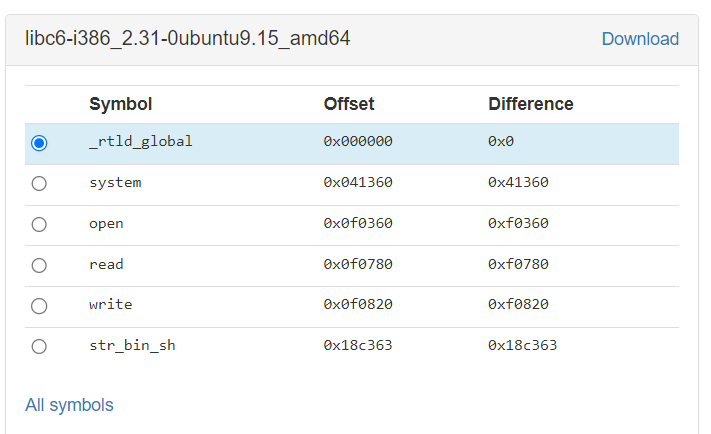 libc6-i386_2.31-0ubuntu9.15_amd64 Download
Symbol Offset Difference
_rtld_global 0x000000 0x0
system 0x041360 0x41360
open 0x0f0360 0xf0360
read 0x0f0780 0xf0780
write 0x0f0820 0xf0820
str_bin_sh 0x18c363 0x18c363
All symbols